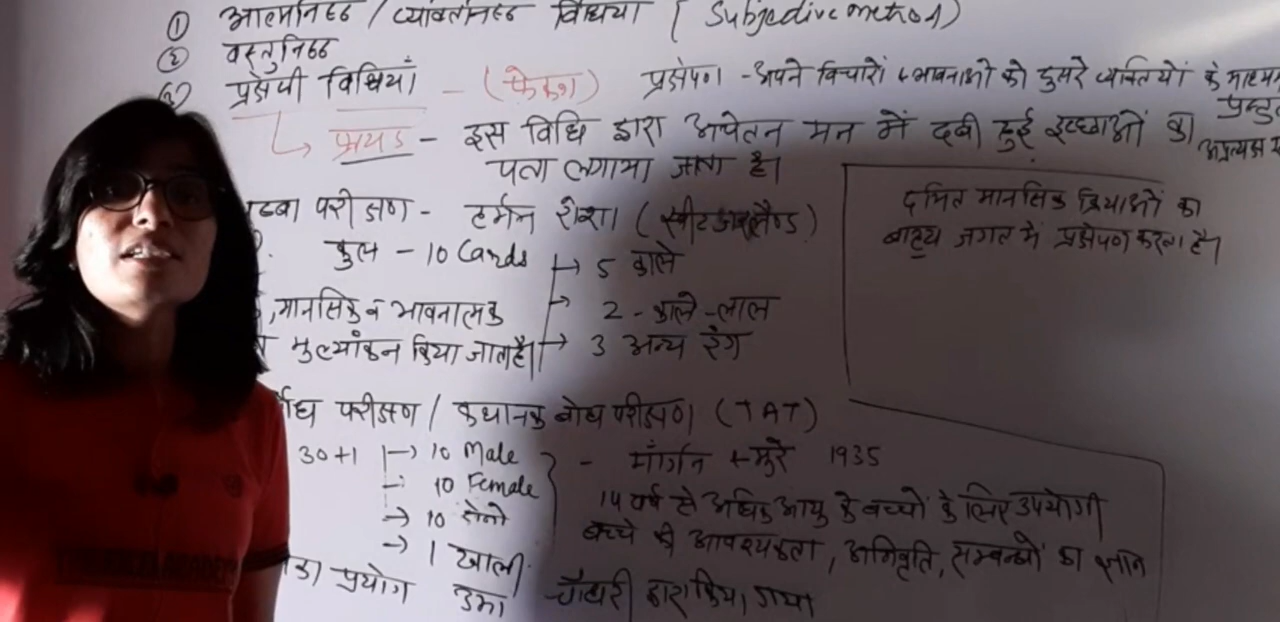 ① आत्मनिष्ठ / व्यक्तिनिष्ठ विधियां ( Subjective method)
② वस्तुनिष्ठ
प्रक्षेपी विधियाँ - (फ्रेंक) प्रक्षेपण - अपने विचारों + भावनाओं को दुसरे व्यक्तियों के माध्यम
प्रस्तुत
फ्रायड - इस विधि द्वारा अचेतन मन में दबी हुई इच्छाओं का अप्रत्यक्ष
पता लगाया जाता है।
परीक्षण - हर्मन रोर्शा (स्वीटजरलैण्ड)
कुल - 10 Cards → 5 काले
मानसिक व भावनात्मक → 2 - काले - लाल
मुल्यांकन किया जाता है। → 3 अन्य रंग
दमित मानसिक क्रियाओं का
बाह्य जगत में प्रक्षेपण करता है।
परीक्षण / कथानक बोध परीक्षण (TAT)
30+1 → 10 Male - मॉर्गन + मुरे 1935
10 Female 14 वर्ष से अधिक आयु के बच्चों के लिए उपयोगी
→ 10 दोनो बच्चे की आवश्यकता, अभिवृति, सम्बन्धों का ज्ञान
→ 1 खाली
प्रयोग उमा चौधरी द्वारा किया गया